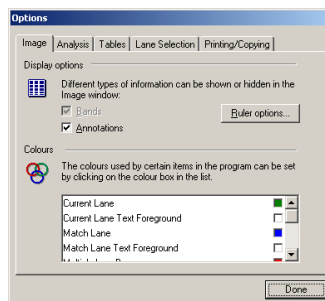 Options
Image Analysis Tables Lane Selection Printing/Copying
Display options
Different types of information can be shown or hidden in the
Image window:
Bands
Ruler options...
Annotations
Colours
The colours used by certain items in the program can be set
by clicking on the colour box in the list.
Current Lane
Current Lane Text Foreground
Match Lane
Match Lane Text Foreground
Done